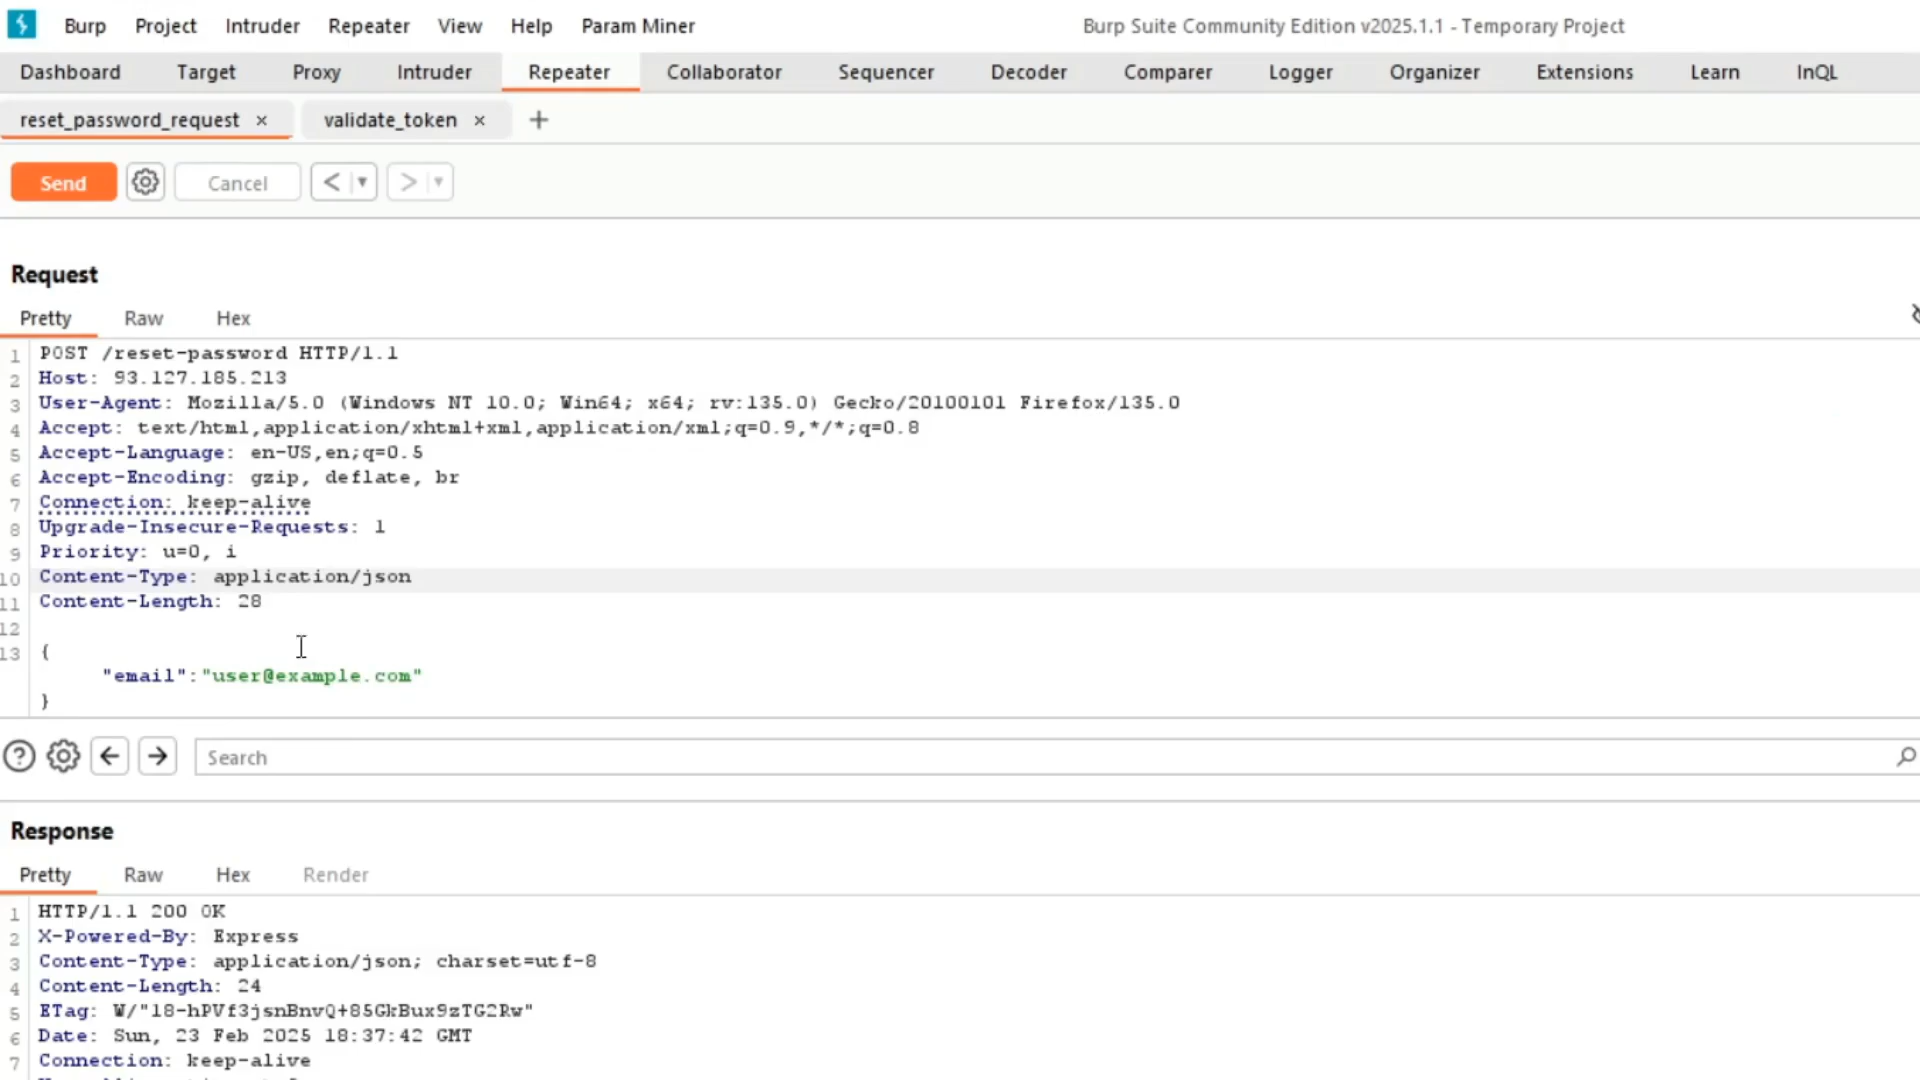 Burp Project Intruder Repeater View Help Param Miner Burp Suite Community Edition v2025.1.1 - Temporary Project
Dashboard Target Proxy Intruder Repeater Collaborator Sequencer Decoder Comparer Logger Organizer Extensions Learn InQL
reset_password_request × validate_token × +
Send Cancel < >
Request
Pretty Raw Hex
1 POST /reset-password HTTP/1.1
2 Host: 93.127.185.213
3 User-Agent: Mozilla/5.0 (Windows NT 10.0; Win64; x64; rv:135.0) Gecko/20100101 Firefox/135.0
4 Accept: text/html,application/xhtml+xml,application/xml;q=0.9,*/*;q=0.8
5 Accept-Language: en-US,en;q=0.5
6 Accept-Encoding: gzip, deflate, br
7 Connection: keep-alive
8 Upgrade-Insecure-Requests: 1
9 Priority: u=0, i
10 Content-Type: application/json
11 Content-Length: 28
12
13 {
"email":"user@example.com"
}
Search
Response
Pretty Raw Hex Render
1 HTTP/1.1 200 OK
2 X-Powered-By: Express
3 Content-Type: application/json; charset=utf-8
4 Content-Length: 24
5 ETag: W/"18-hPVf3jsnBnvQ+85GkBux9zTG2Rw"
6 Date: Sun, 23 Feb 2025 18:37:42 GMT
7 Connection: keep-alive